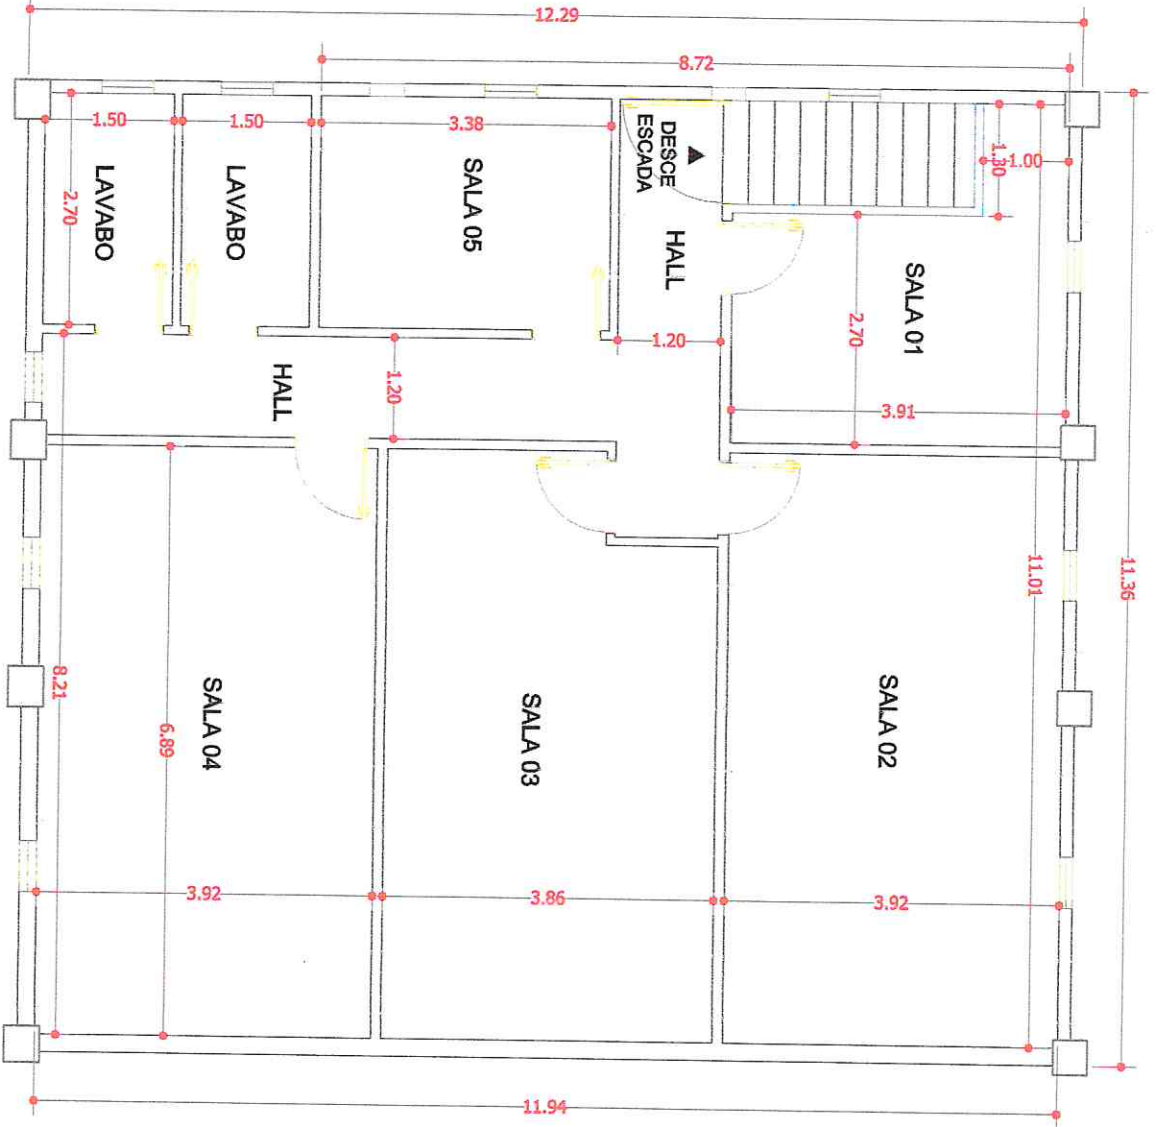 12.29
8.72
1.50
1.50
3.38
DESCE
ESCADA
1.30
1.00
2.70
LAVABO
LAVABO
SALA 05
HALL
SALA 01
2.70
1.20
3.91
HALL
1.20
11.01
11.36
8.21
6.89
SALA 04
SALA 03
SALA 02
3.92
3.86
3.92
11.94